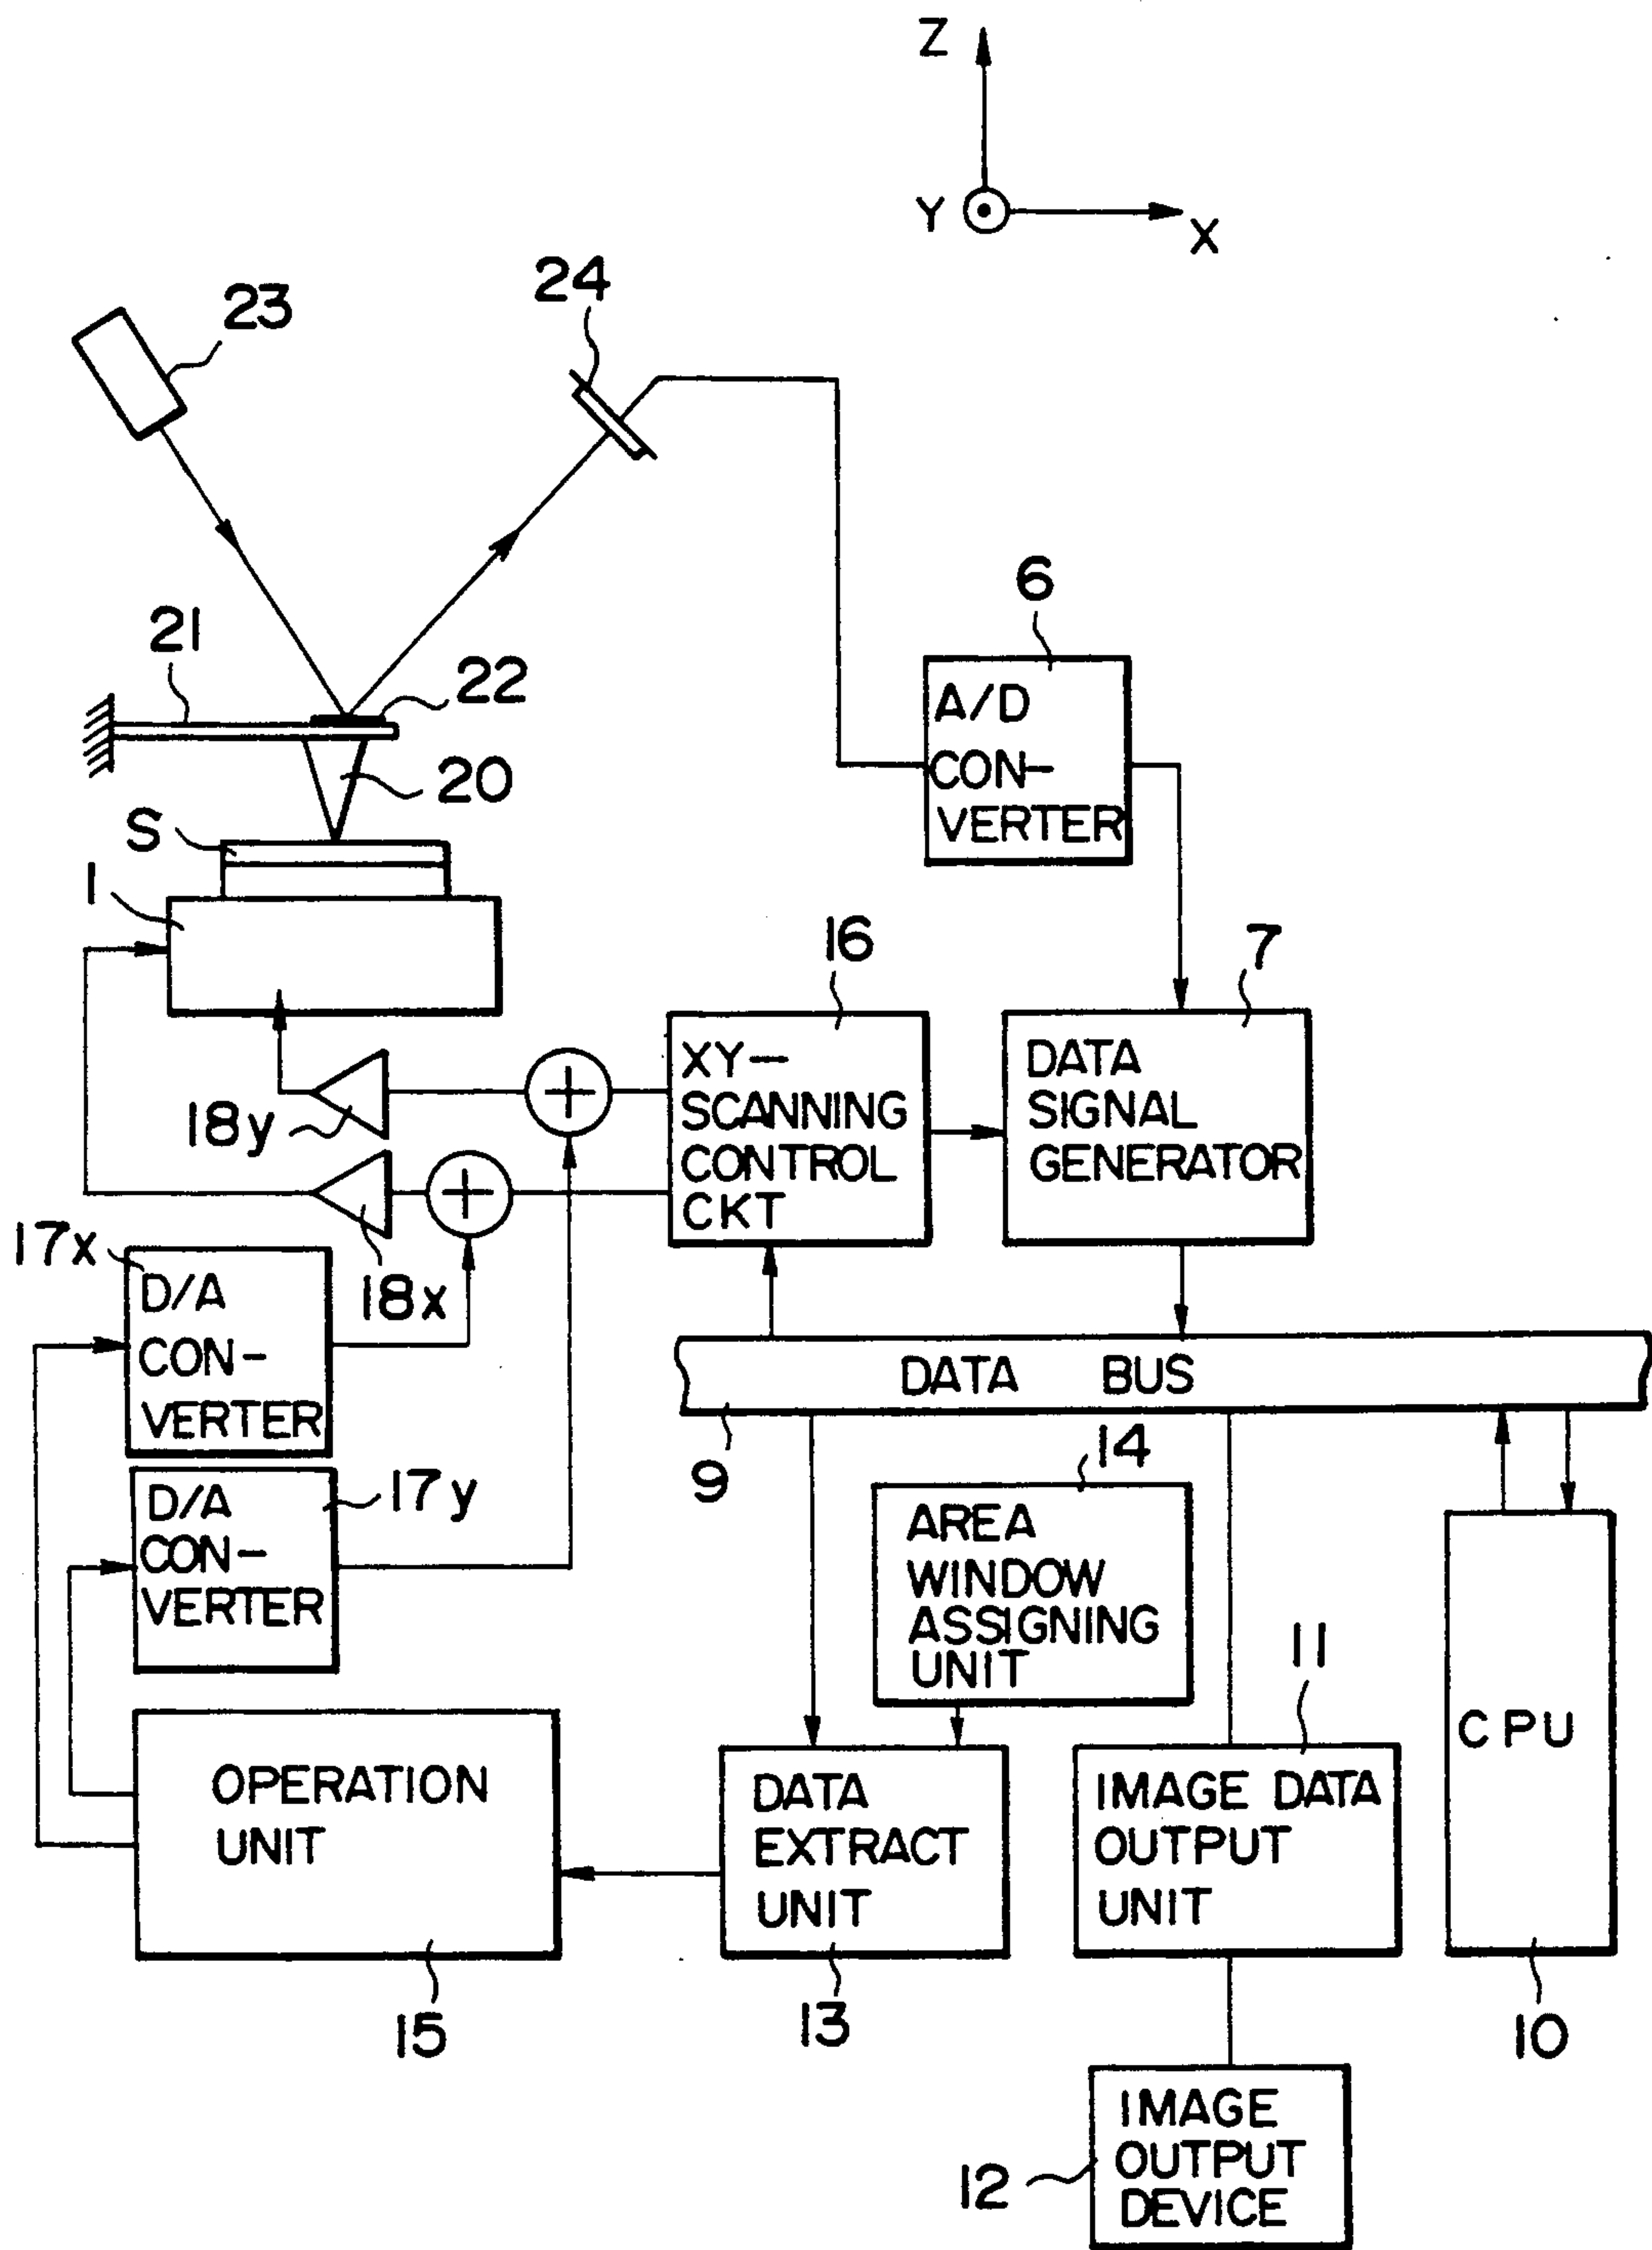 Z
Y
X
23
24
21
22
20
S
1
6
A/D
CON-
VERTER
16
7
XY-
SCANNING
CONTROL
CKT
DATA
SIGNAL
GENERATOR
18y
18x
17x
D/A
CON-
VERTER
17y
D/A
CON-
VERTER
DATA BUS
9
14
AREA
WINDOW
ASSIGNING
UNIT
11
CPU
OPERATION
UNIT
DATA
EXTRACT
UNIT
IMAGE DATA
OUTPUT
UNIT
15
13
10
12
IMAGE
OUTPUT
DEVICE